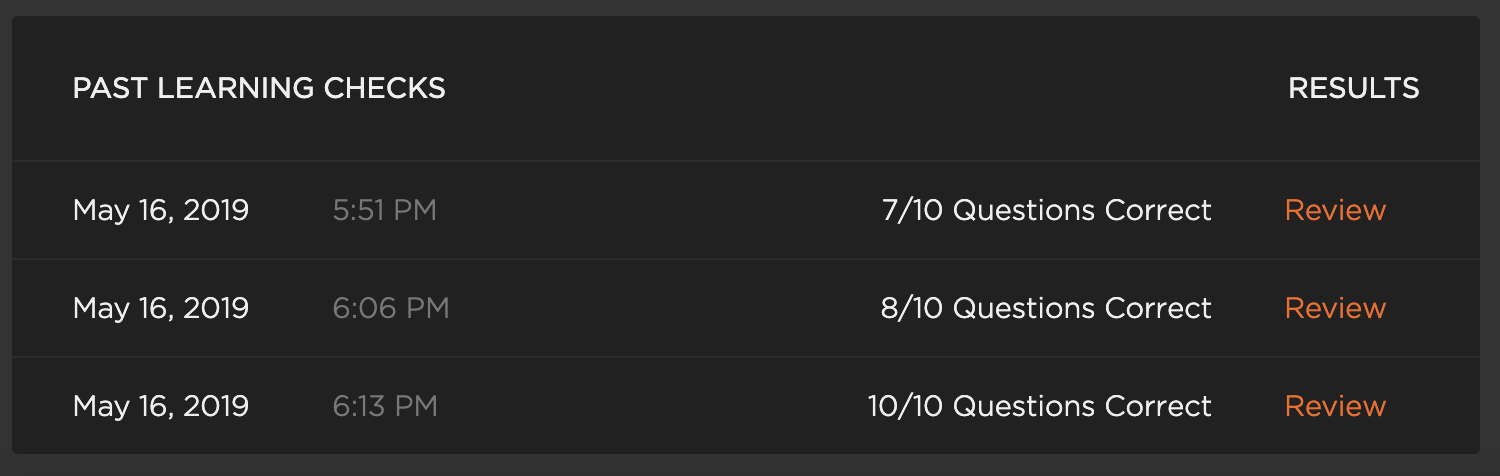 PAST LEARNING CHECKS RESULTS
May 16, 2019 5:51 PM 7/10 Questions Correct Review
May 16, 2019 6:06 PM 8/10 Questions Correct Review
May 16, 2019 6:13 PM 10/10 Questions Correct Review